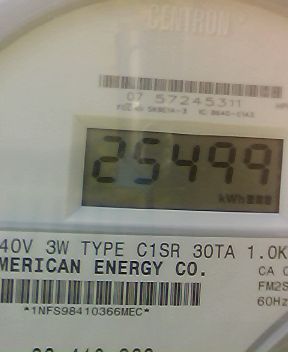 CENTRON
07 57245311
25499
kWh
40V 3W TYPE C1SR 30TA 1.0K
MERICAN ENERGY CO.
CA 0
FM2S
60Hz
*1NFS98410366MEC*